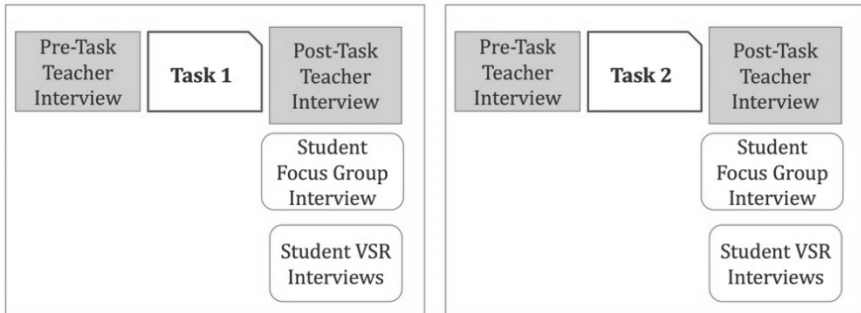 Pre-Task
Teacher
Interview
Task 1
Post-Task
Teacher
Interview
Student
Focus Group
Interview
Student VSR
Interviews
Pre-Task
Teacher
Interview
Task 2
Post-Task
Teacher
Interview
Student
Focus Group
Interview
Student VSR
Interviews